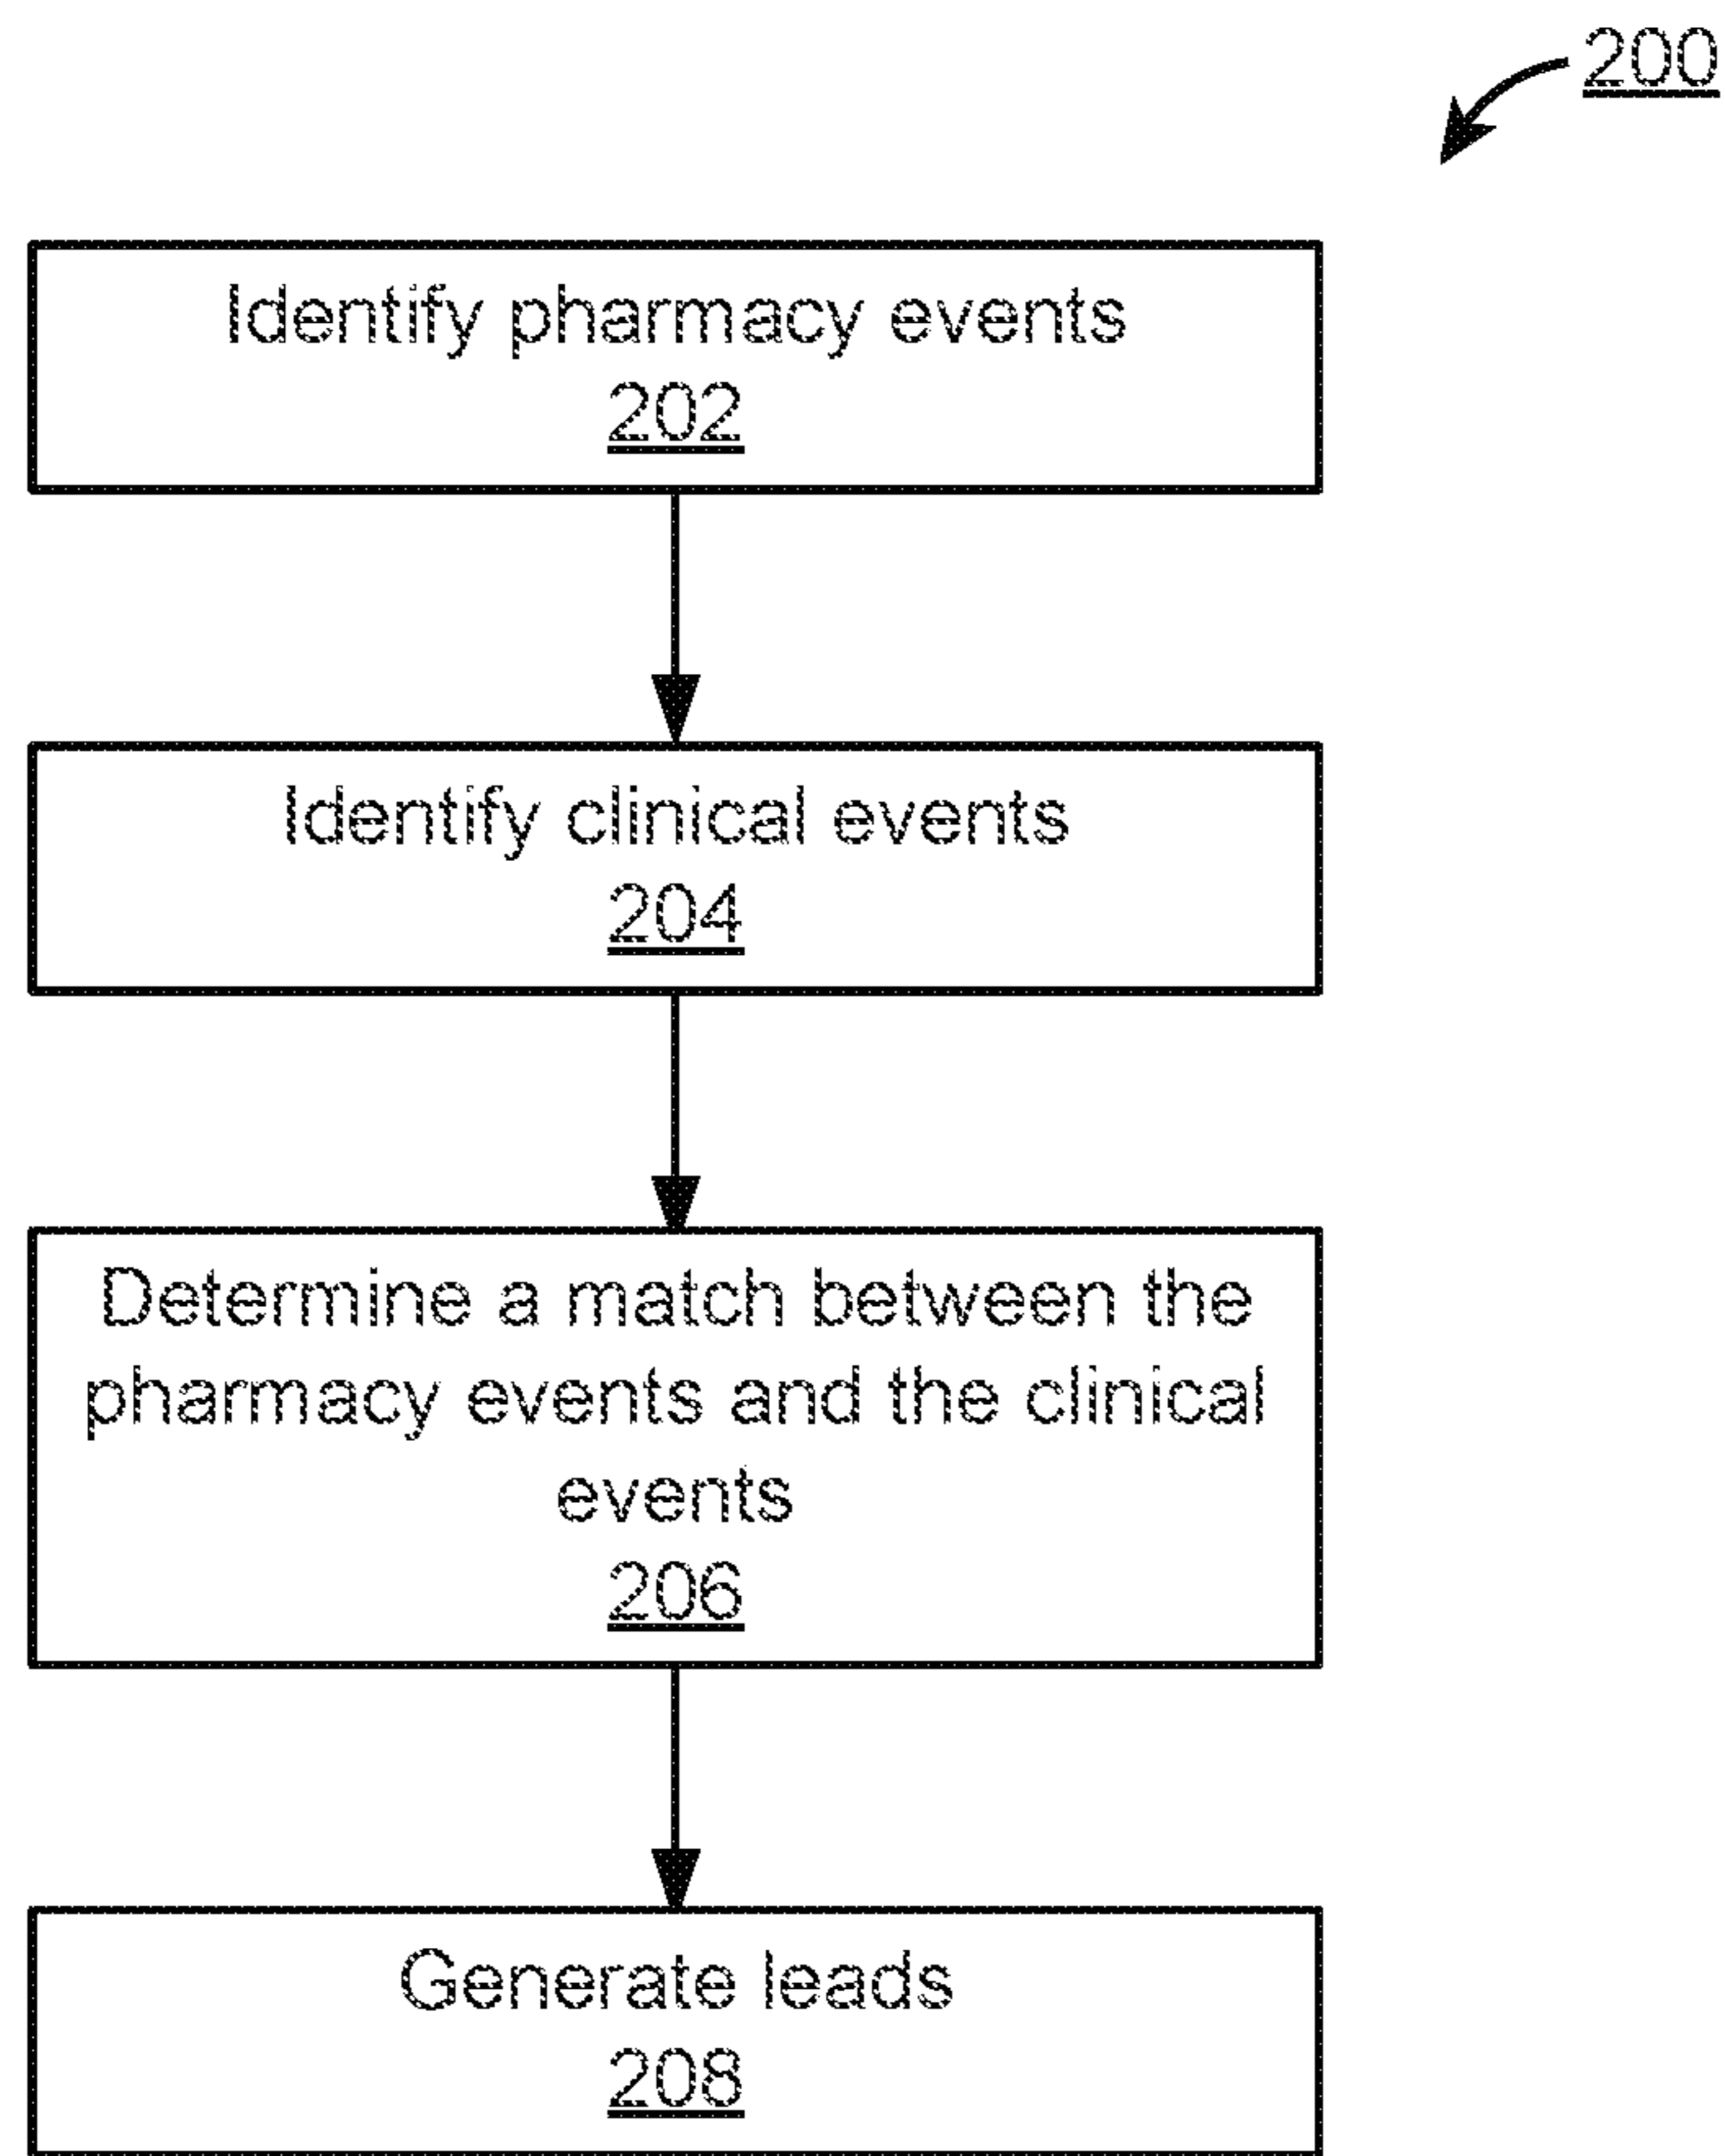 200
Identify pharmacy events
202
Identify clinical events
204
Determine a match between the
pharmacy events and the clinical
events
206
Generate leads
208